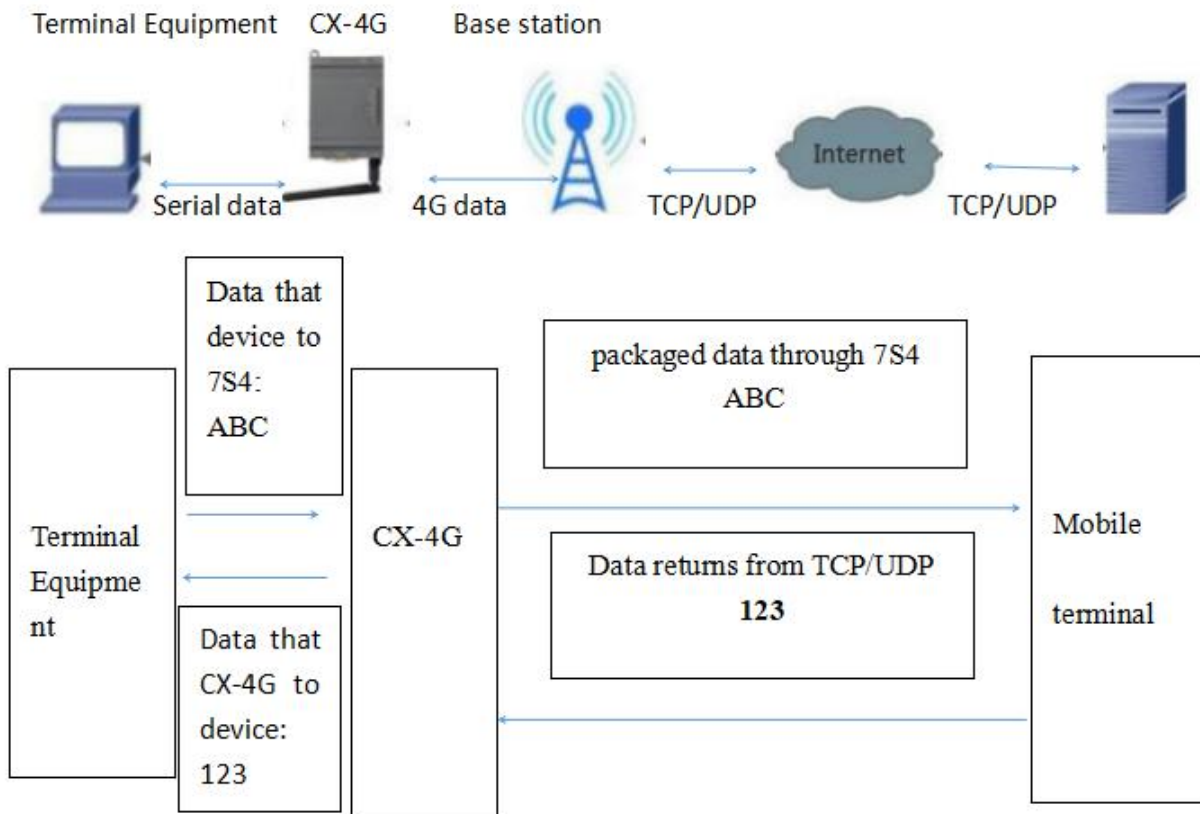 Terminal Equipment
CX-4G
Base station
Internet
Serial data
4G data
TCP/UDP
TCP/UDP
Data that
device to
7S4:
ABC
packaged data through 7S4
ABC
Terminal
Equipme
nt
CX-4G
Mobile
terminal
Data returns from TCP/UDP
123
Data that
CX-4G to
device:
123